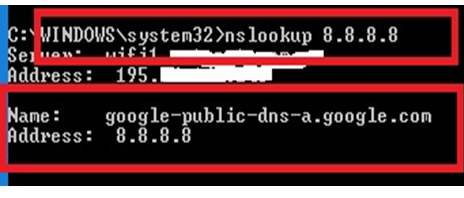 C:\WINDOWS\system32>nslookup 8.8.8.8
Server: wifi1.
Address: 195.
Name: google-public-dns-a.google.com
Address: 8.8.8.8